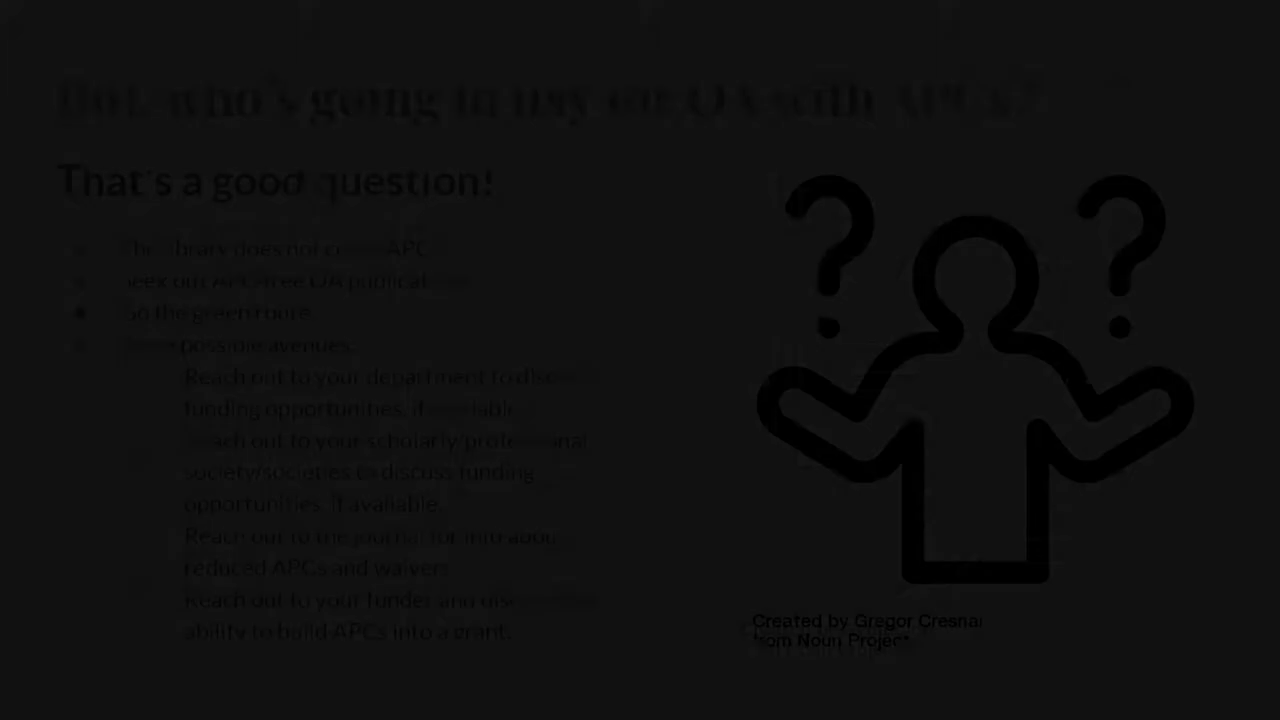 But, who's going to pay for OA with APCs?
That's a good question!
The library does not cover APC
Seek out APC-free OA publications
Go the green route
possible avenues:
Reach out to your department to discuss
funding opportunities, if available.
Reach out to your scholarly/professional
society/societies to discuss funding
opportunities, if available.
Reach out to the journal for info about
reduced APCs and waivers
Reach out to your funder and discuss
ability to build APCs into a grant.
Created by Gregor Cresnar
from Noun Project